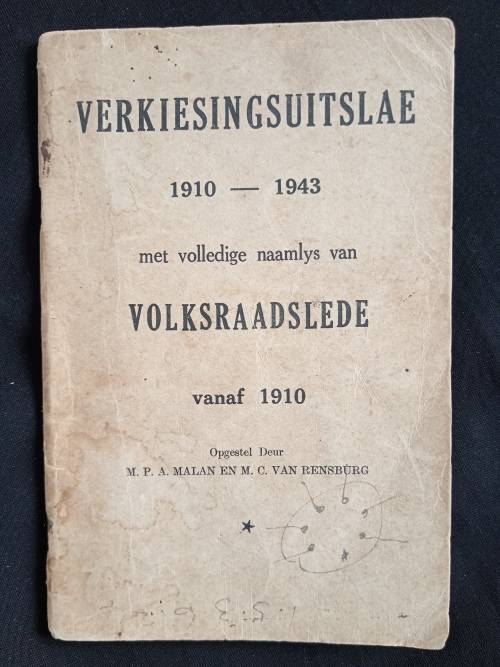 VERKIESINGSUITSLAE
1910 — 1943
met volledige naamlys van
VOLKSRAADSLEDE
vanaf 1910
Opgestel Deur
M. P. A. MALAN EN M. C. VAN RENSBURG